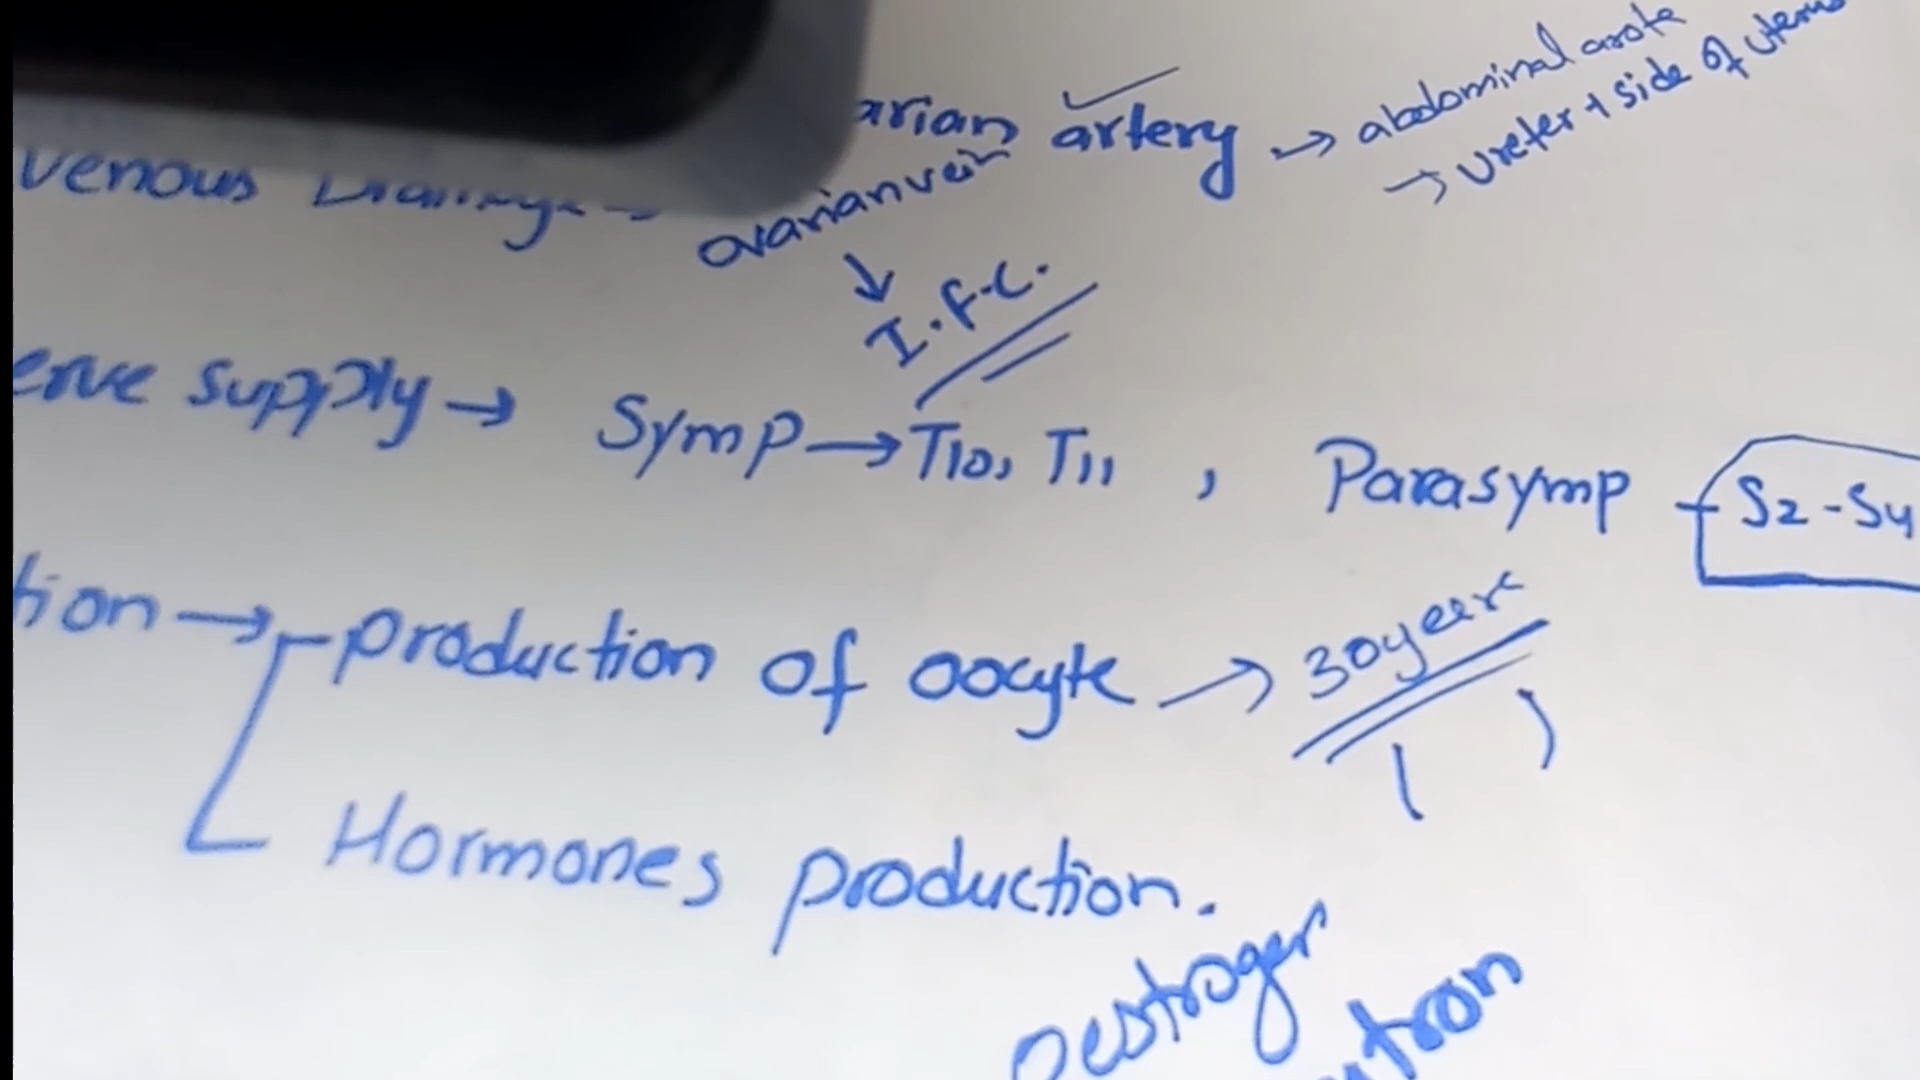 arian artery → abdominal aorta
→ ureter + side of uterus
venous
ovarian vein
↓
I.F.C.
erve supply → Symp → T10, T11 , Parasymp - S2-S4
tion → production of oocyte → 30year
( )
Hormones production.
oestrogen